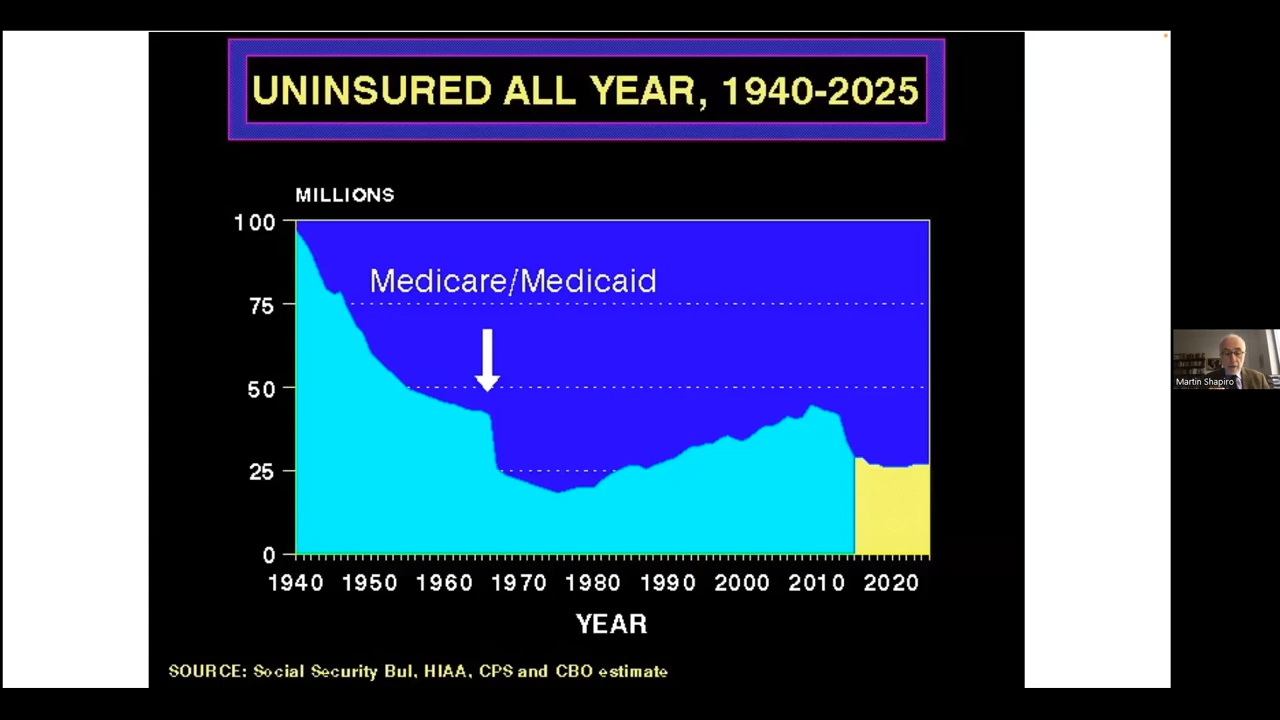 UNINSURED ALL YEAR, 1940-2025
MILLIONS
100
Medicare/Medicaid
75
50
25
0
1940 1950 1960 1970 1980 1990 2000 2010 2020
YEAR
SOURCE: Social Security Bul, HIAA, CPS and CBO estimate
Martin Shapiro